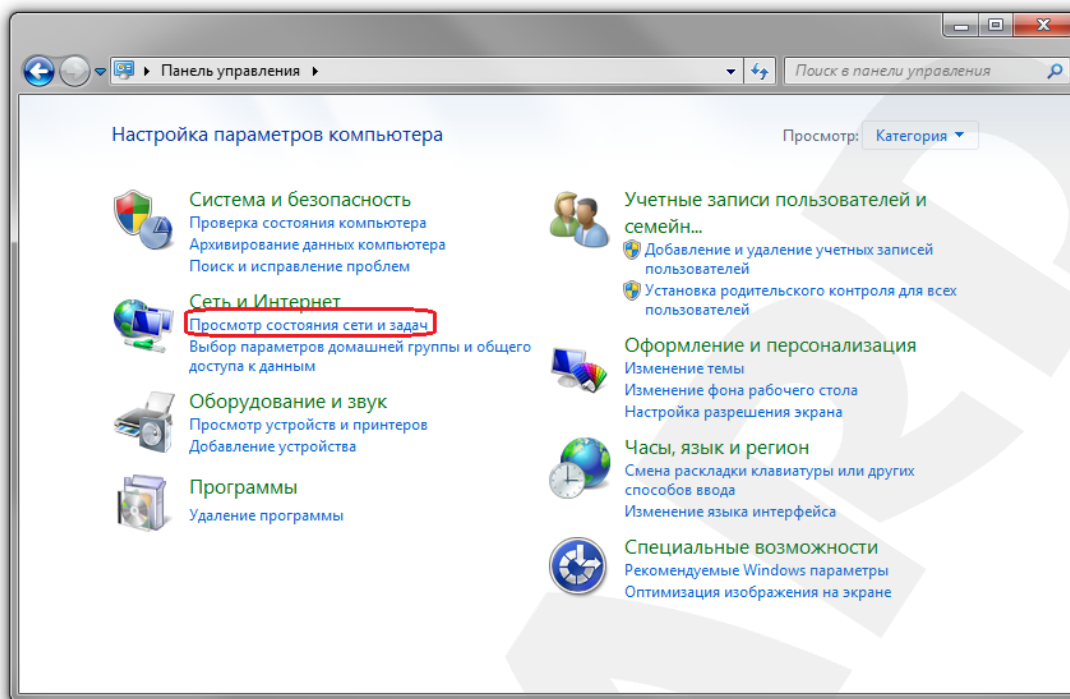 Панель управления
Поиск в панели управления
Настройка параметров компьютера
Просмотр: Категория
Система и безопасность
Проверка состояния компьютера
Архивирование данных компьютера
Поиск и исправление проблем
Сеть и Интернет
Просмотр состояния сети и задач
Выбор параметров домашней группы и общего
доступа к данным
Оборудование и звук
Просмотр устройств и принтеров
Добавление устройства
Программы
Удаление программы
Учетные записи пользователей и
семейн...
Добавление и удаление учетных записей
пользователей
Установка родительского контроля для всех
пользователей
Оформление и персонализация
Изменение темы
Изменение фона рабочего стола
Настройка разрешения экрана
Часы, язык и регион
Смена раскладки клавиатуры или других
способов ввода
Изменение языка интерфейса
Специальные возможности
Рекомендуемые Windows параметры
Оптимизация изображения на экране